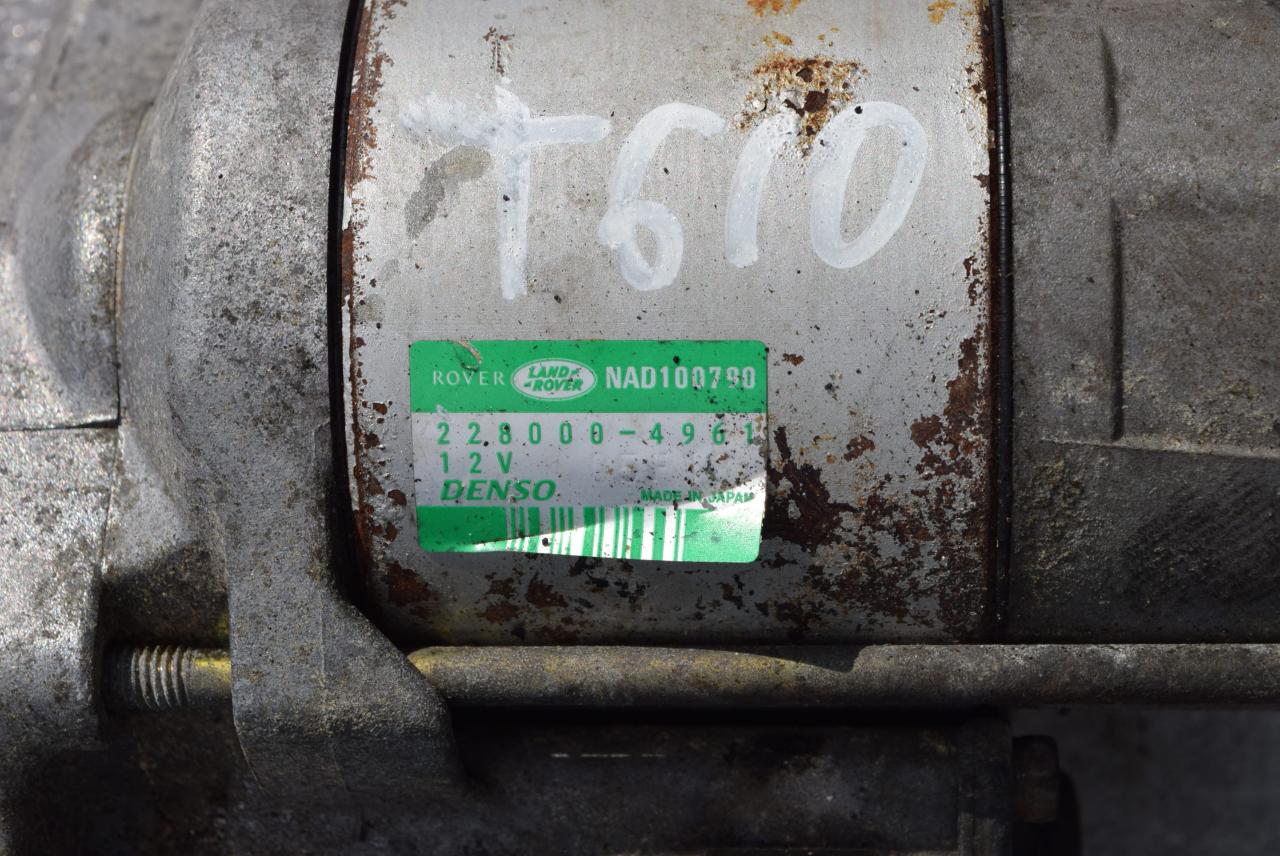 T610
ROVER LAND ROVER NAD100790
228000-4961
12V
DENSO MADE IN JAPAN